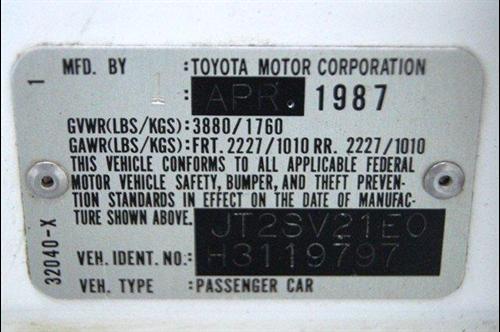 MFD. BY :TOYOTA MOTOR CORPORATION
1 APR. 1987
GVWR(LBS/KGS):3880/1760
GAWR(LBS/KGS):FRT. 2227/1010 RR. 2227/1010
THIS VEHICLE CONFORMS TO ALL APPLICABLE FEDERAL
MOTOR VEHICLE SAFETY, BUMPER, AND THEFT PREVEN-
TION STANDARDS IN EFFECT ON THE DATE OF MANUFAC-
TURE SHOWN ABOVE.
JT2SV21E0
VEH. IDENT. NO.: H3119797
VEH. TYPE :PASSENGER CAR
1
32040-X